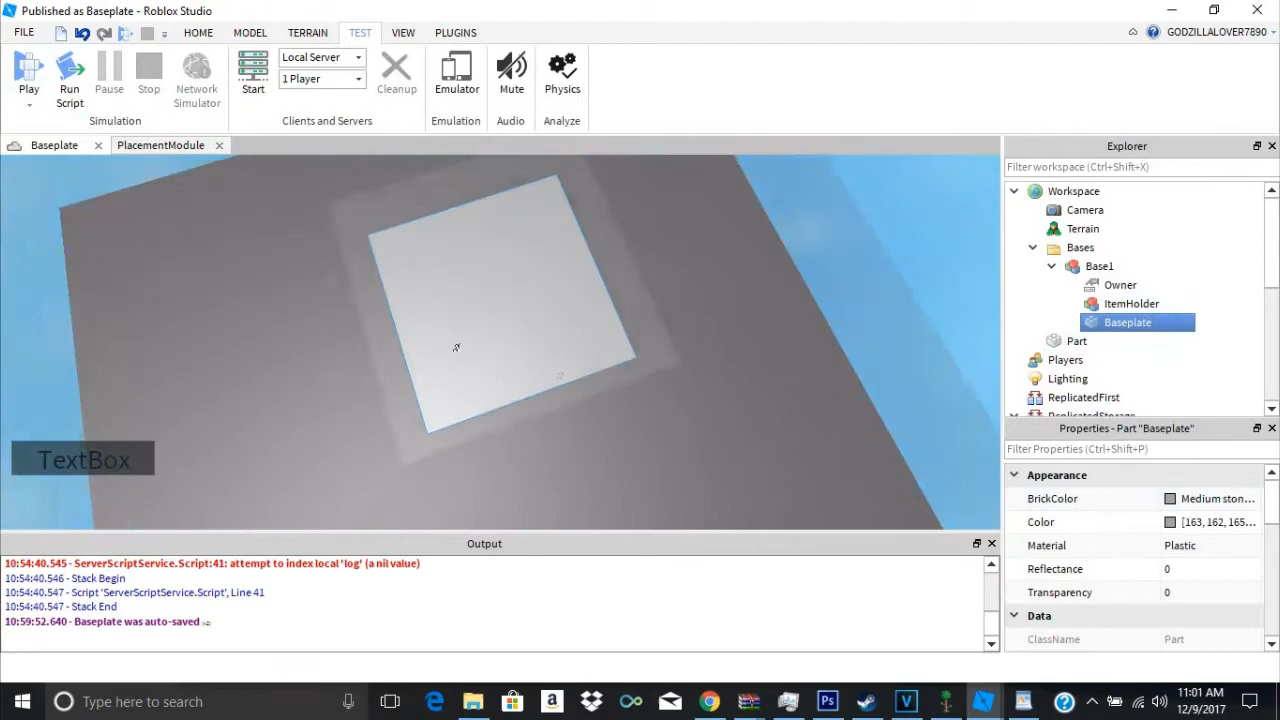 Published as Baseplate - Roblox Studio
FILE HOME MODEL TERRAIN TEST VIEW PLUGINS GODZILLALOVER7890
Play Run Script Pause Stop Network Simulator
Simulation
Local Server
1 Player
Start Cleanup
Clients and Servers
Emulator
Emulation
Mute
Audio
Physics
Analyze
Baseplate PlacementModule
TextBox
Explorer
Filter workspace (Ctrl+Shift+X)
Workspace
Camera
Terrain
Bases
Base1
Owner
ItemHolder
Baseplate
Part
Players
Lighting
ReplicatedFirst
ReplicatedStorage
Properties - Part "Baseplate"
Filter Properties (Ctrl+Shift+P)
Appearance
BrickColor Medium ston...
Color [163, 162, 165...
Material Plastic
Reflectance 0
Transparency 0
Data
ClassName Part
Output
10:54:40.545 - ServerScriptService.Script:41: attempt to index local 'log' (a nil value)
10:54:40.546 - Stack Begin
10:54:40.547 - Script 'ServerScriptService.Script', Line 41
10:54:40.547 - Stack End
10:59:52.640 - Baseplate was auto-saved
Type here to search
11:01 AM
12/9/2017